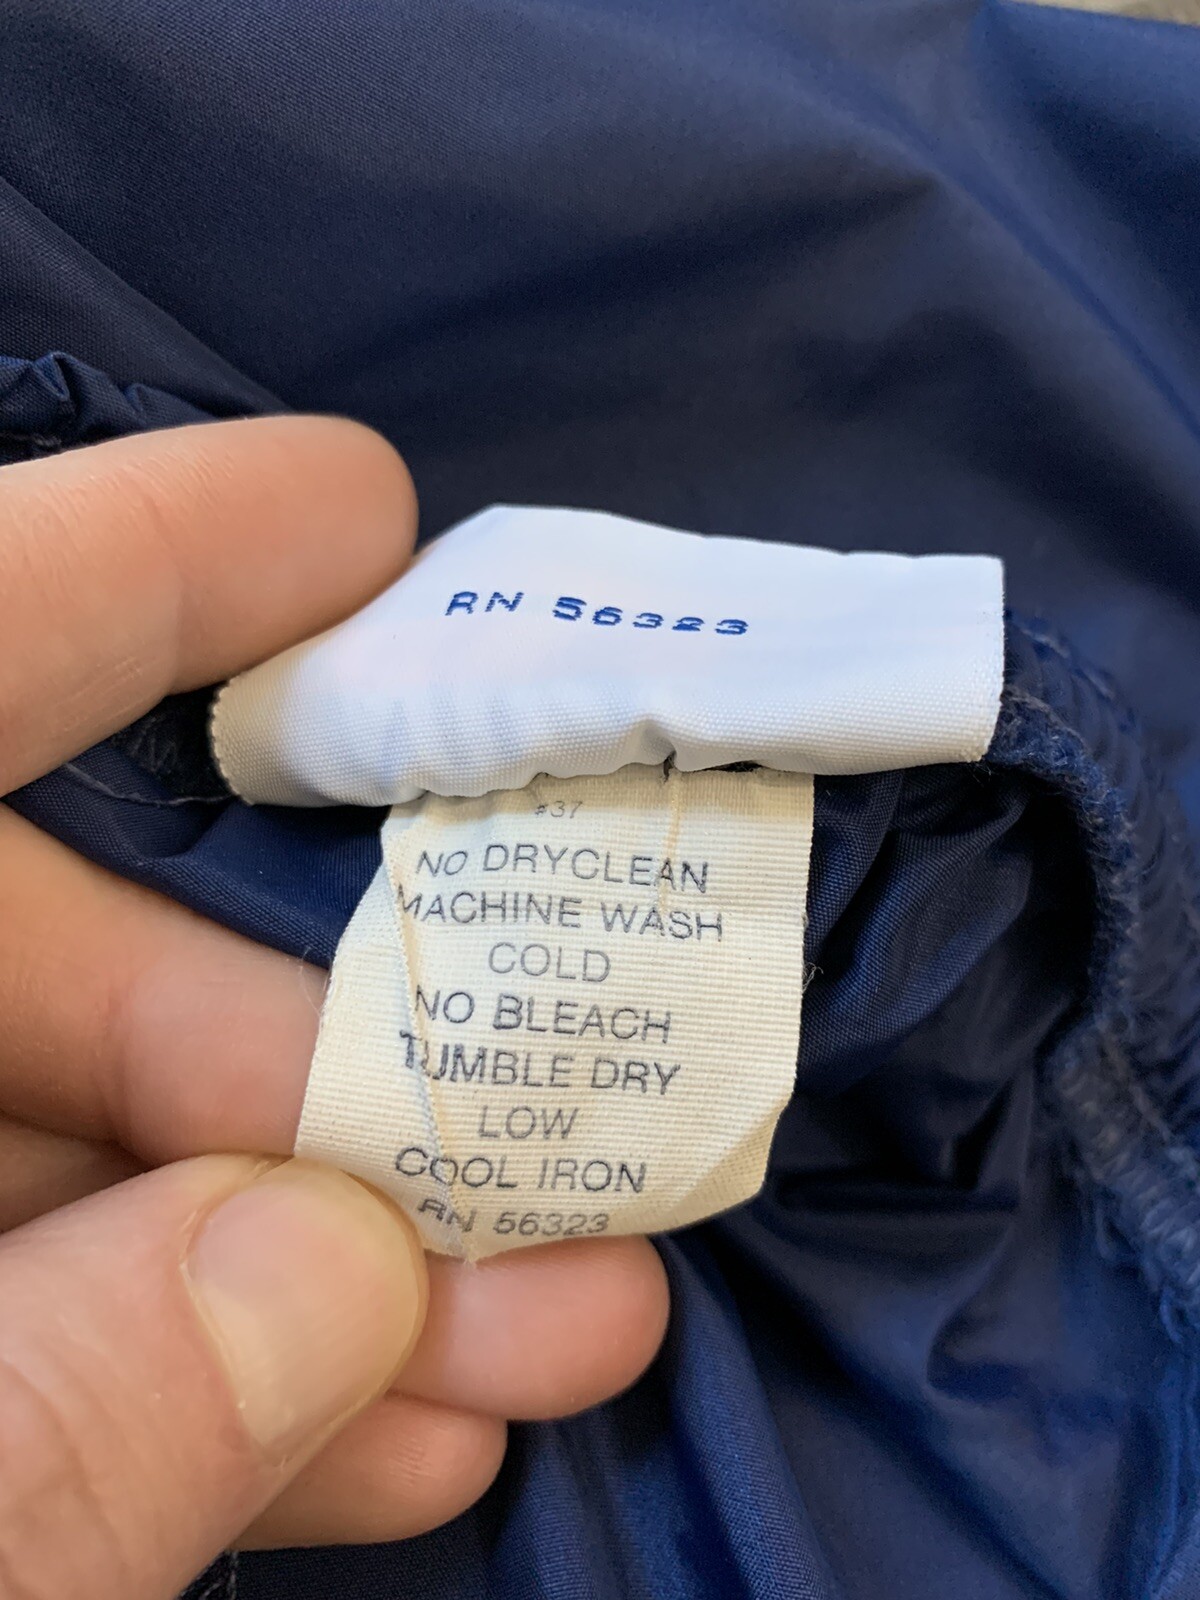 RN 56323
#37
NO DRYCLEAN
MACHINE WASH
COLD
NO BLEACH
TUMBLE DRY
LOW
COOL IRON
RN 56323